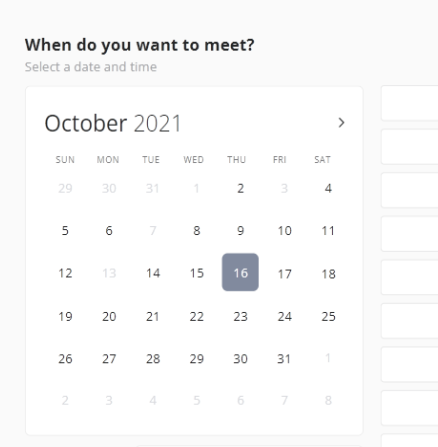 When do you want to meet?
Select a date and time
October 2021 >
SUN MON TUE WED THU FRI SAT
29 30 31 1 2 3 4
5 6 7 8 9 10 11
12 13 14 15 16 17 18
19 20 21 22 23 24 25
26 27 28 29 30 31 1
2 3 4 5 6 7 8